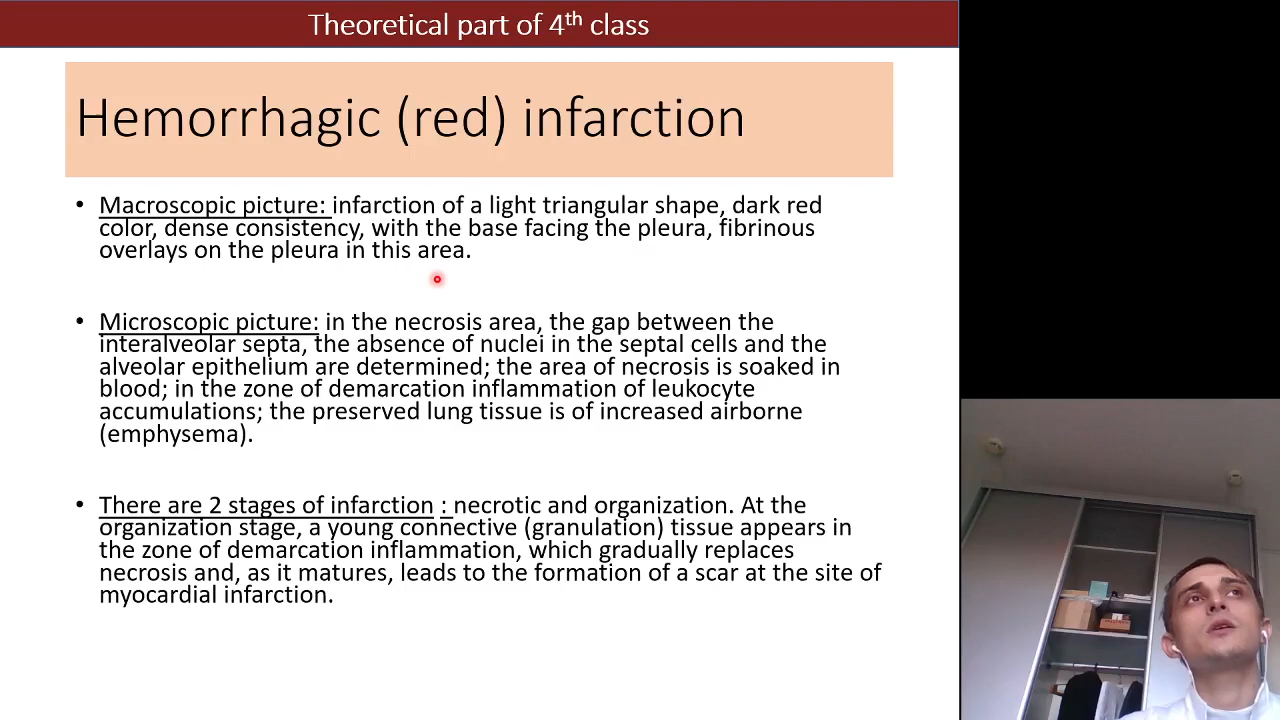 Theoretical part of 4th class
Hemorrhagic (red) infarction
• Macroscopic picture: infarction of a light triangular shape, dark red
color, dense consistency, with the base facing the pleura, fibrinous
overlays on the pleura in this area.
• Microscopic picture: in the necrosis area, the gap between the
interalveolar septa, the absence of nuclei in the septal cells and the
alveolar epithelium are determined; the area of necrosis is soaked in
blood; in the zone of demarcation inflammation of leukocyte
accumulations; the preserved lung tissue is of increased airborne
(emphysema).
• There are 2 stages of infarction : necrotic and organization. At the
organization stage, a young connective (granulation) tissue appears in
the zone of demarcation inflammation, which gradually replaces
necrosis and, as it matures, leads to the formation of a scar at the site of
myocardial infarction.